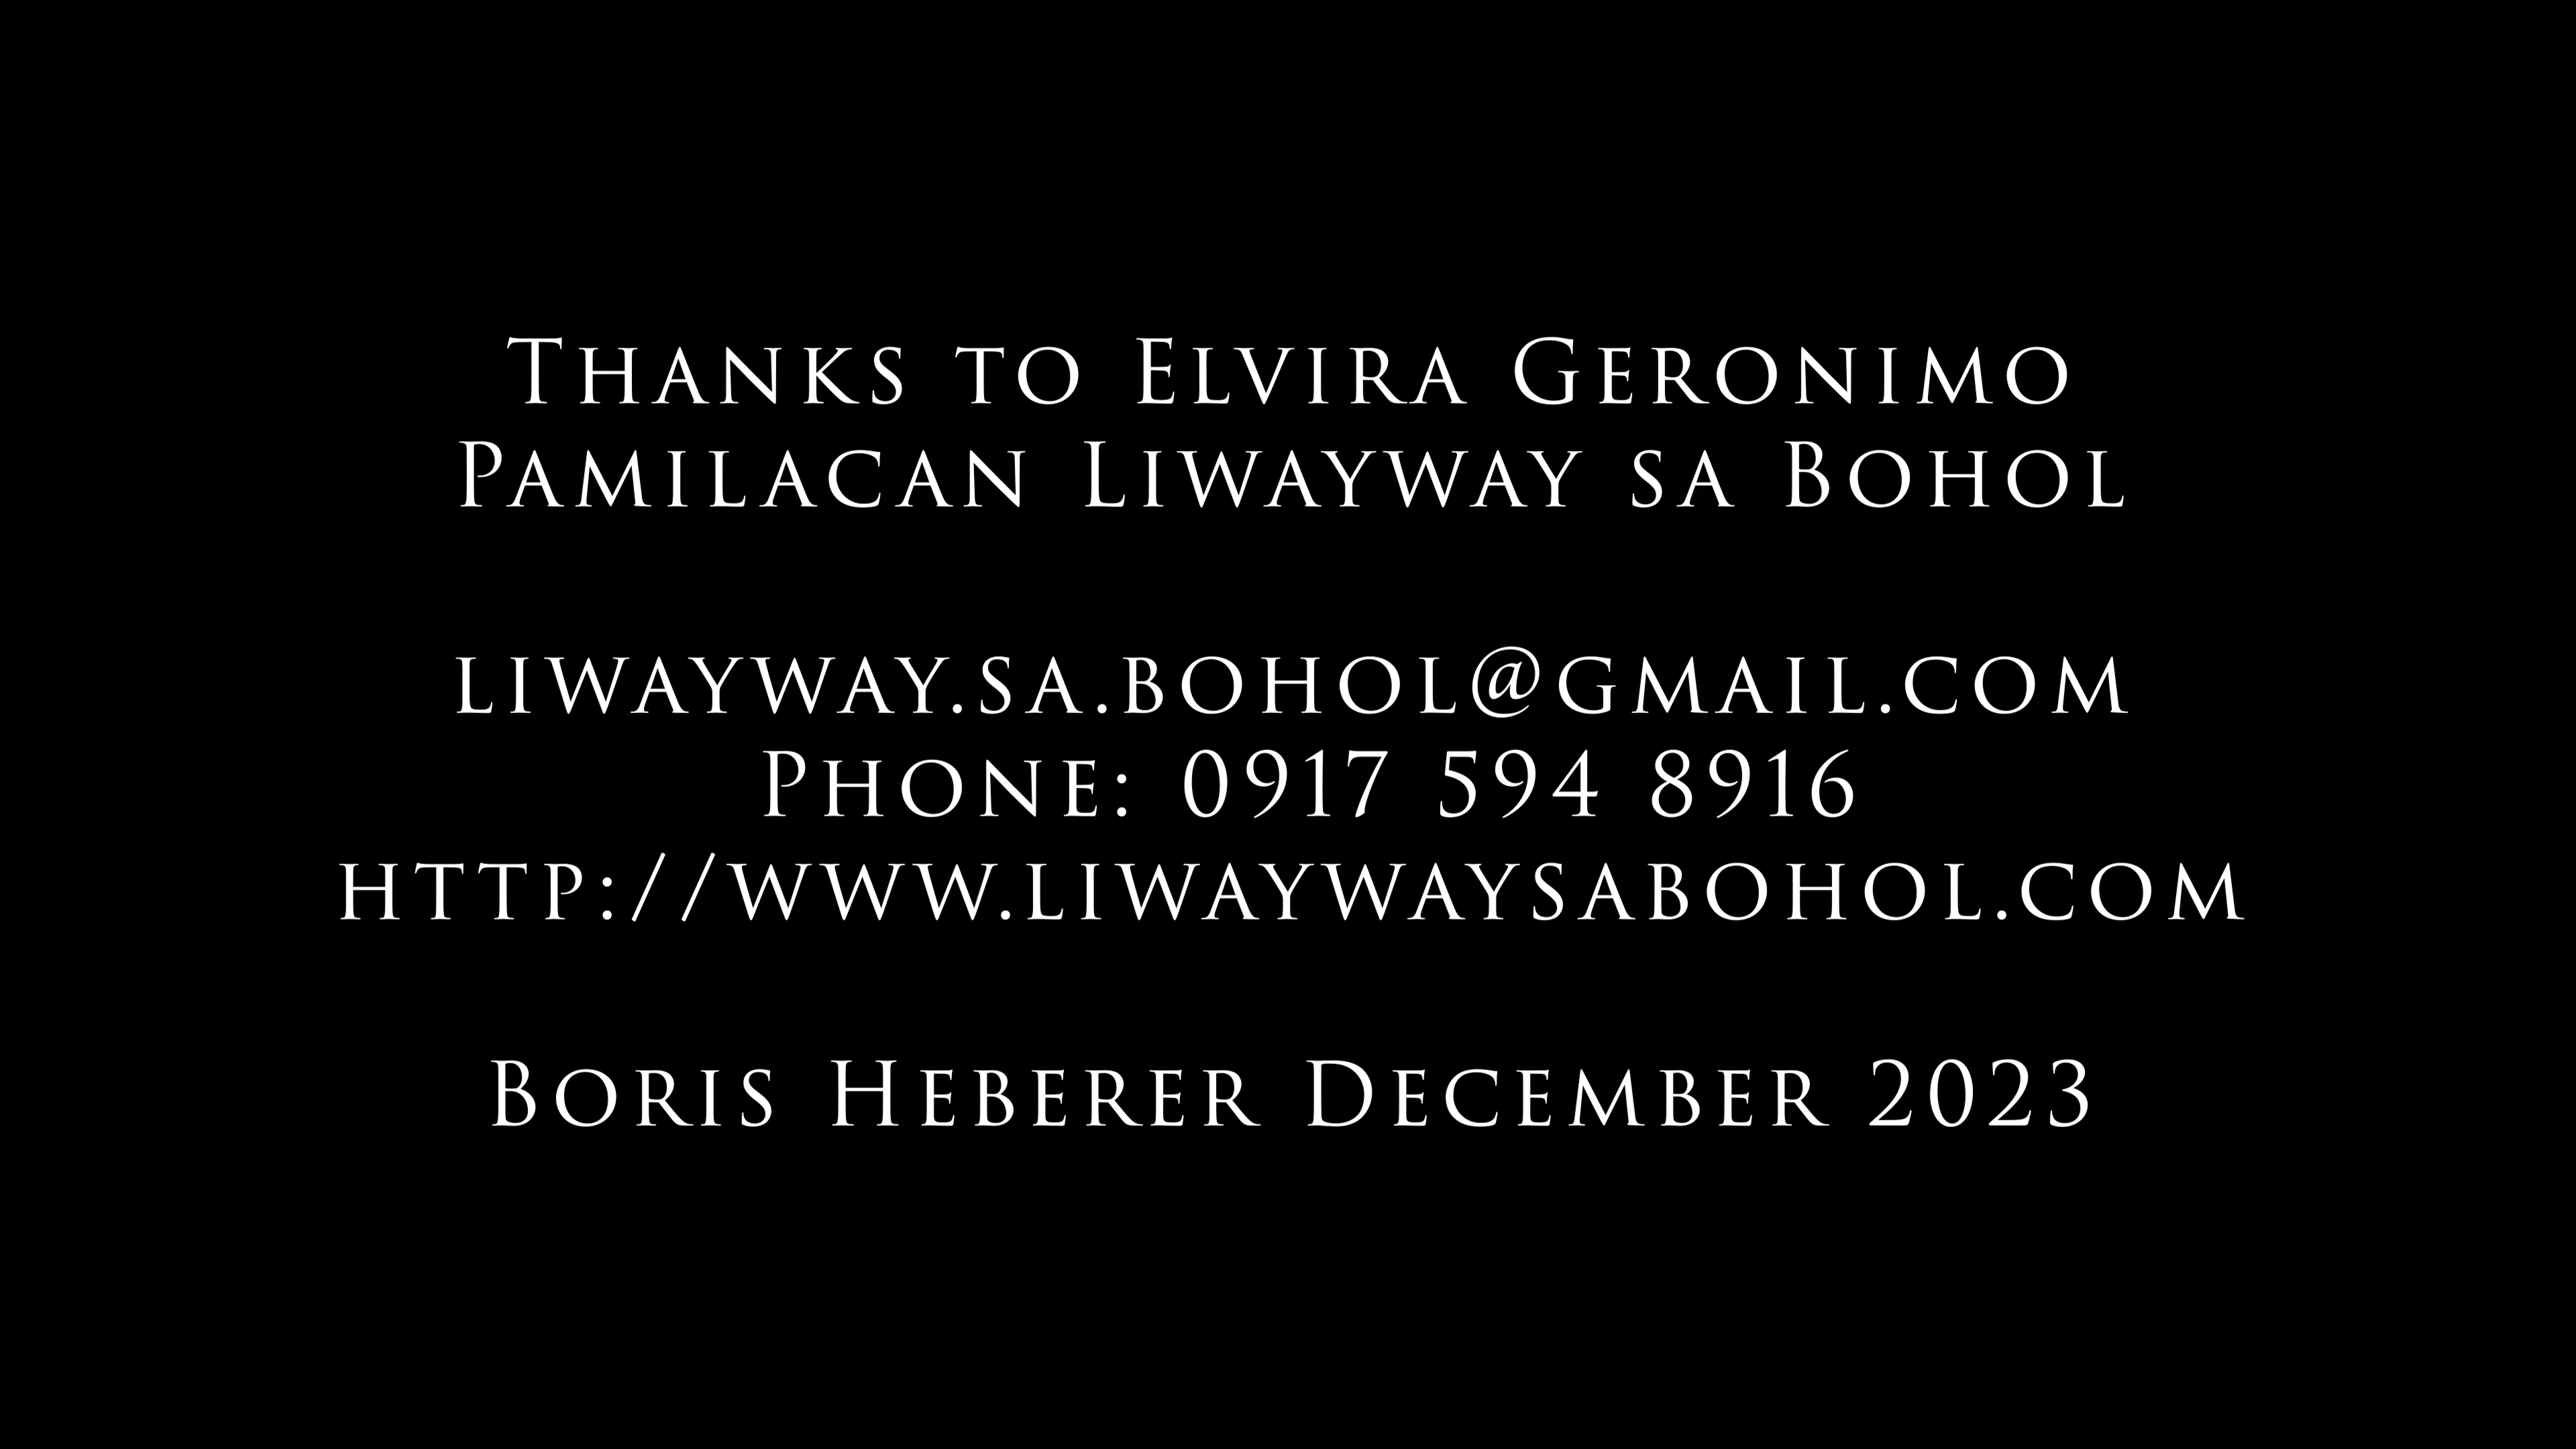 Thanks to Elvira Geronimo
Pamilacan Liwayway sa Bohol
liwayway.sa.bohol@gmail.com
Phone: 0917 594 8916
http://www.liwaywaysabohol.com
Boris Heberer December 2023